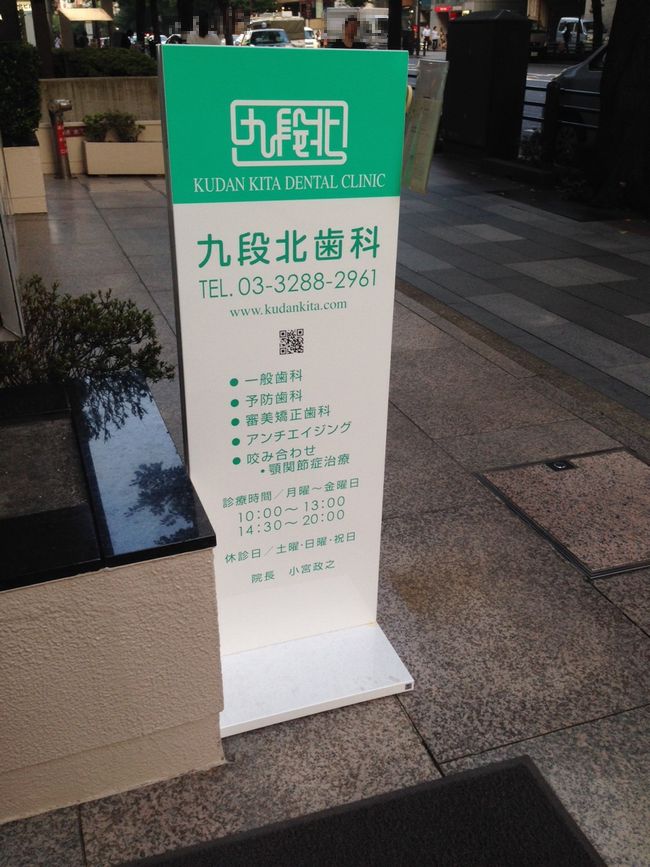 九段北
KUDAN KITA DENTAL CLINIC
九段北歯科
TEL. 03-3288-2961
www.kudankita.com
● 一般歯科
● 予防歯科
● 審美矯正歯科
● アンチエイジング
● 咬み合わせ
・顎関節症治療
診療時間／月曜～金曜日
10:00～13:00
14:30～20:00
休診日／土曜・日曜・祝日
院長　小宮政之